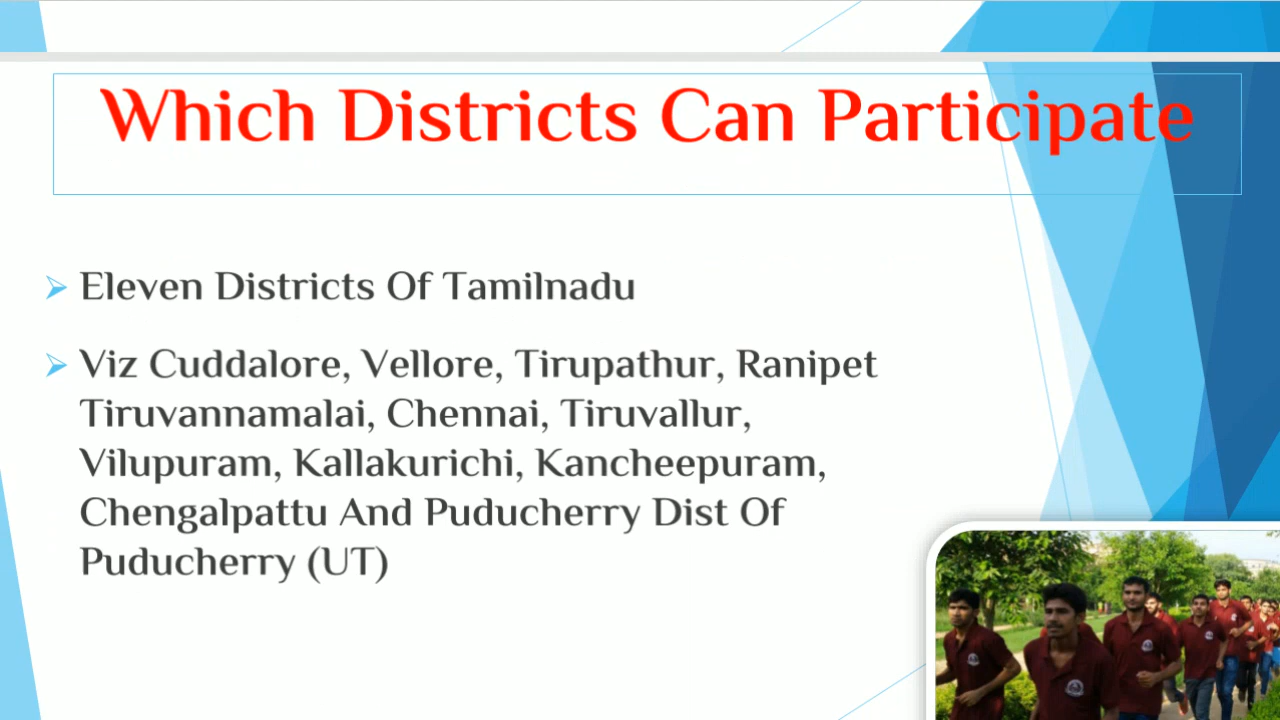 Which Districts Can Participate
Eleven Districts Of Tamilnadu
Viz Cuddalore, Vellore, Tirupathur, Ranipet
Tiruvannamalai, Chennai, Tiruvallur,
Vilupuram, Kallakurichi, Kancheepuram,
Chengalpattu And Puducherry Dist Of
Puducherry (UT)